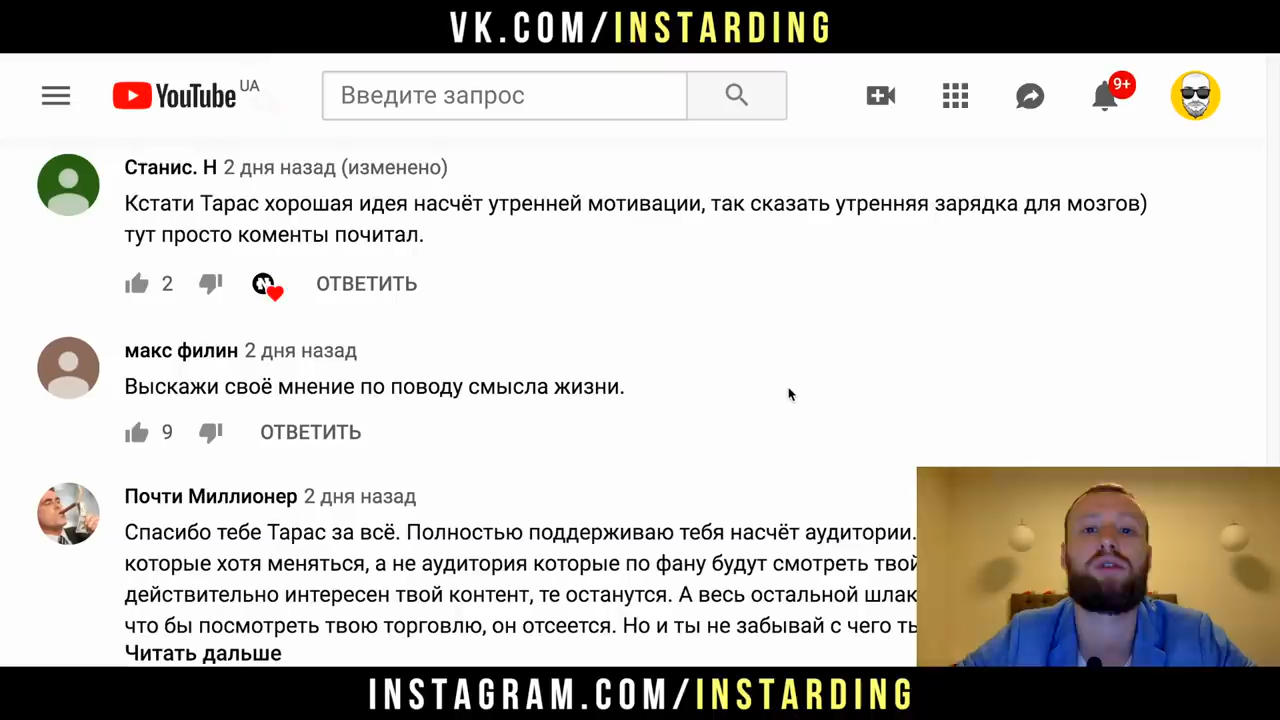 VK.COM/INSTARDING
YouTube UA
Введите запрос
9+
Станис. Н 2 дня назад (изменено)
Кстати Тарас хорошая идея насчёт утренней мотивации, так сказать утренняя зарядка для мозгов)
тут просто коменты почитал.
2 ОТВЕТИТЬ
макс филин 2 дня назад
Выскажи своё мнение по поводу смысла жизни.
9 ОТВЕТИТЬ
Почти Миллионер 2 дня назад
Спасибо тебе Тарас за всё. Полностью поддерживаю тебя насчёт аудитории.
которые хотя меняться, а не аудитория которые по фану будут смотреть твой
действительно интересен твой контент, те останутся. А весь остальной шлак
что бы посмотреть твою торговлю, он отсеется. Но и ты не забывай с чего ты
Читать дальше
INSTAGRAM.COM/INSTARDING